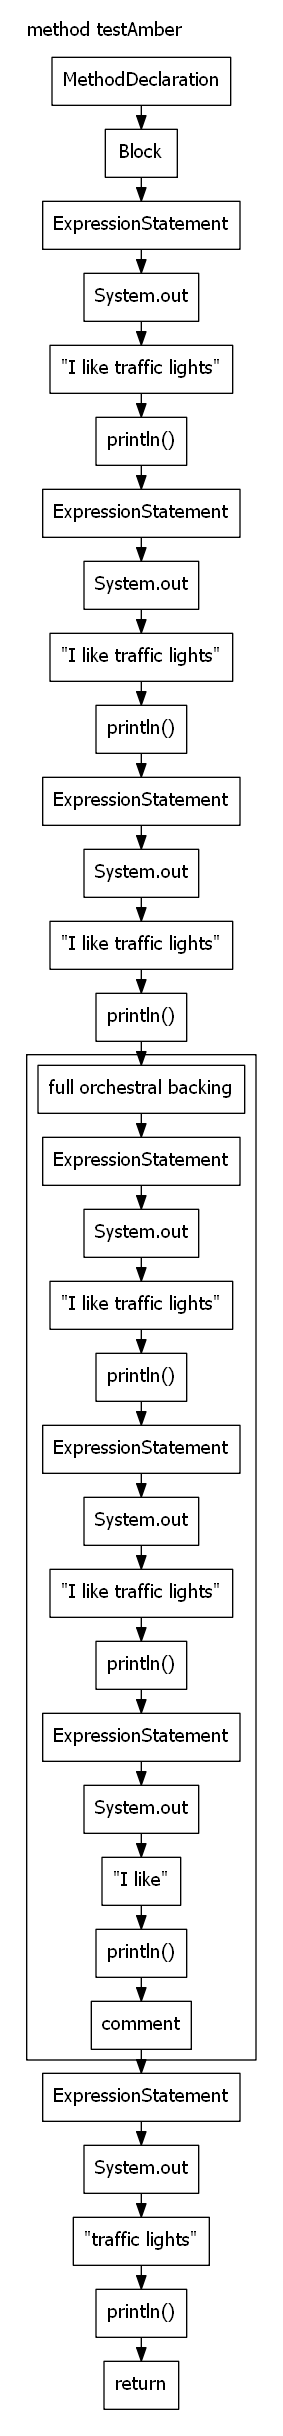 method testAmber
MethodDeclaration
Block
ExpressionStatement
System.out
"I like traffic lights"
println()
ExpressionStatement
System.out
"I like traffic lights"
println()
ExpressionStatement
System.out
"I like traffic lights"
println()
full orchestral backing
ExpressionStatement
System.out
"I like traffic lights"
println()
ExpressionStatement
System.out
"I like traffic lights"
println()
ExpressionStatement
System.out
"I like"
println()
comment
ExpressionStatement
System.out
"traffic lights"
println()
return